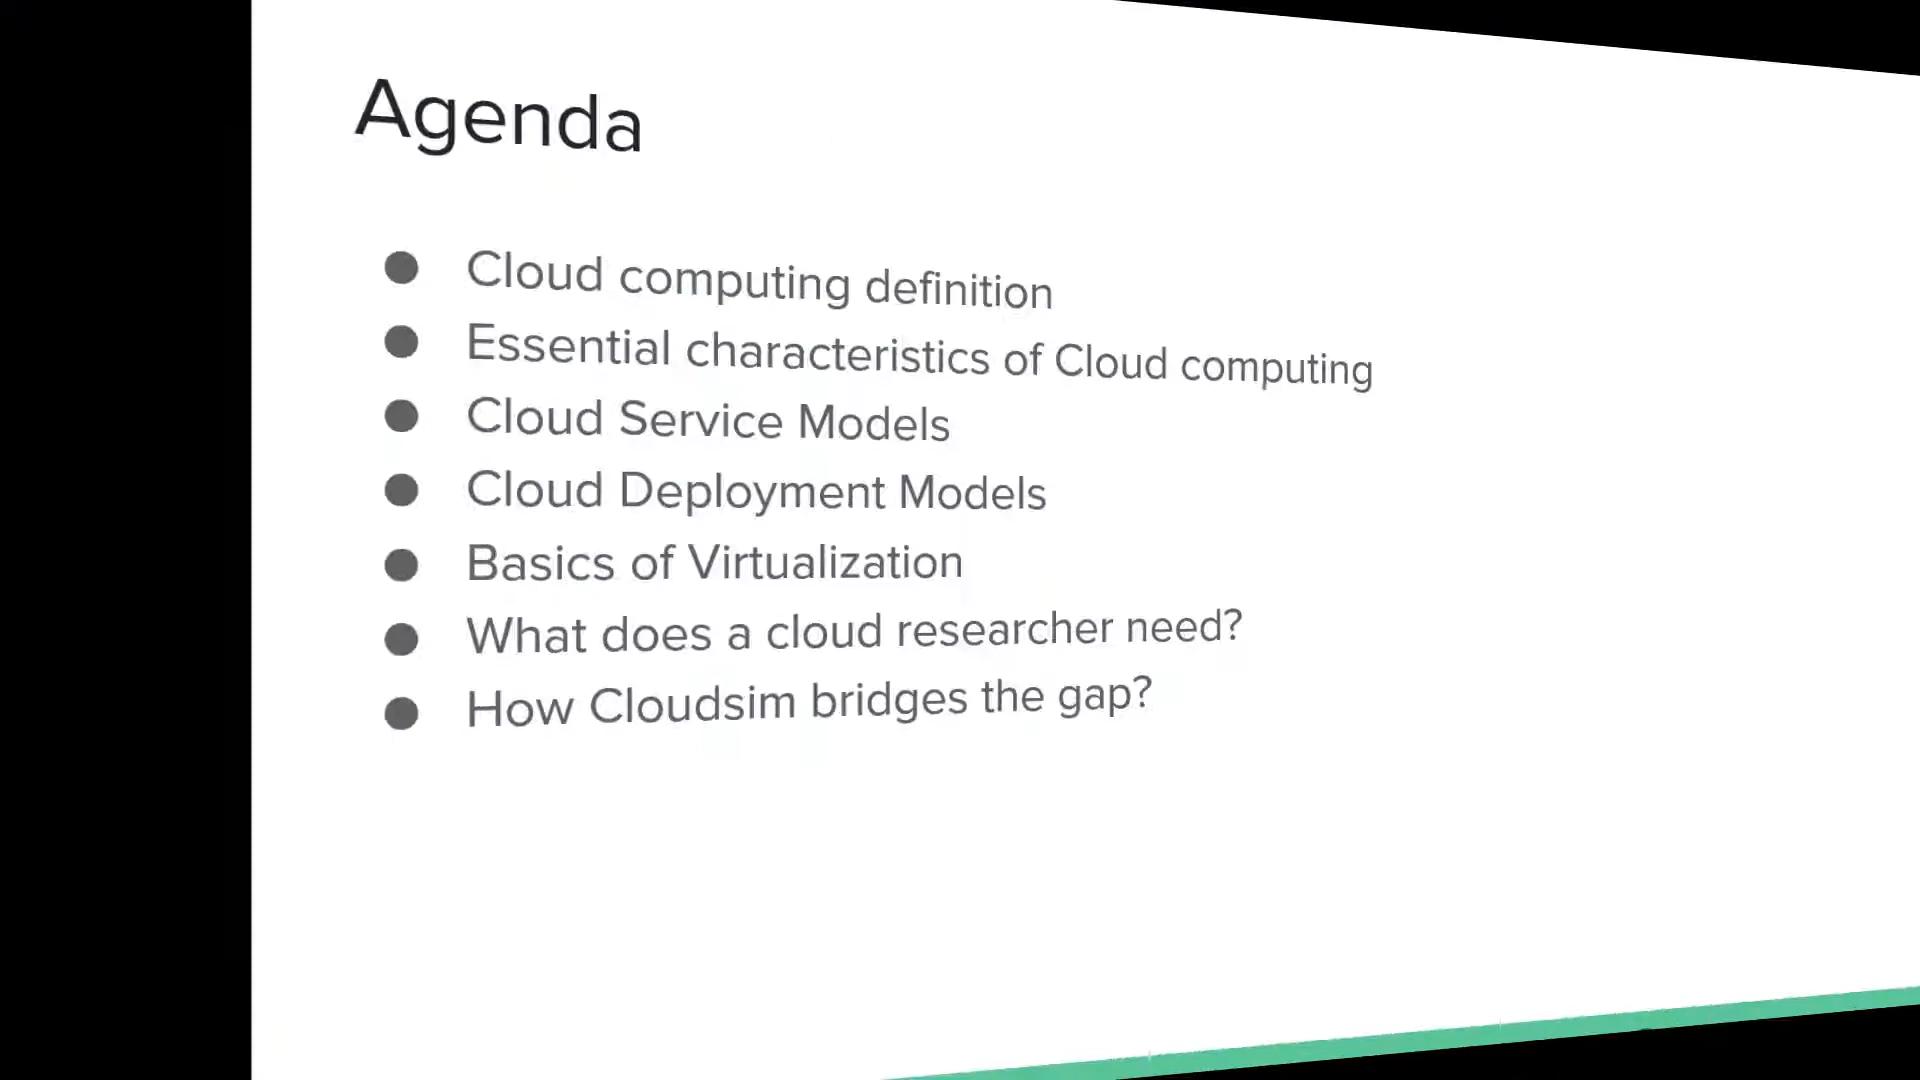 Agenda
Cloud computing definition
Essential characteristics of Cloud computing
Cloud Service Models
Cloud Deployment Models
Basics of Virtualization
What does a cloud researcher need?
How Cloudsim bridges the gap?